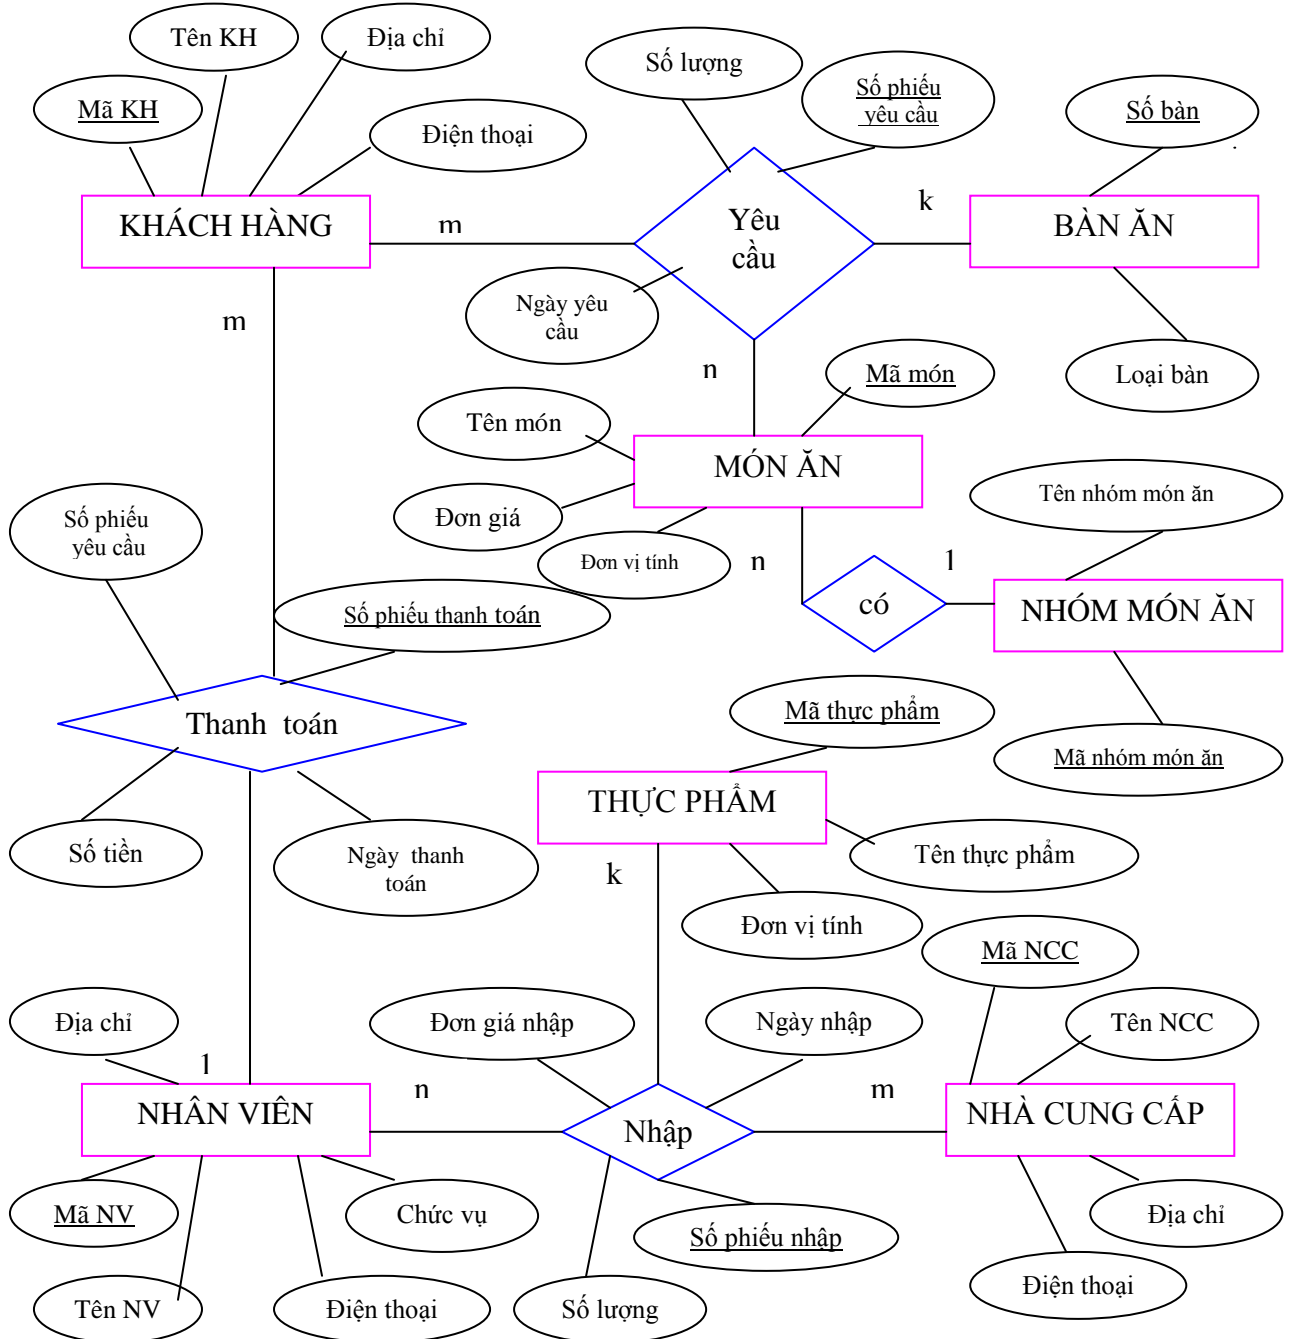 Tên KH
Địa chỉ
Số lượng
Số phiếu
yêu cầu
Mã KH
Điện thoại
Số bàn
KHÁCH HÀNG
m
Yêu
cầu
k
BÀN ĂN
Ngày yêu
cầu
m
n
Mã món
Loại bàn
Tên món
MÓN ĂN
Tên nhóm món ăn
Số phiếu
yêu cầu
Đơn giá
Đơn vị tính
n
1
Số phiếu thanh toán
có
NHÓM MÓN ĂN
Thanh toán
Mã thực phẩm
Mã nhóm món ăn
THỰC PHẨM
Số tiền
Ngày thanh
toán
Tên thực phẩm
k
Đơn vị tính
Mã NCC
Địa chỉ
Đơn giá nhập
Ngày nhập
Tên NCC
1
n
m
NHÂN VIÊN
Nhập
NHÀ CUNG CẤP
Mã NV
Chức vụ
Số phiếu nhập
Địa chỉ
Tên NV
Điện thoại
Số lượng
Điện thoại